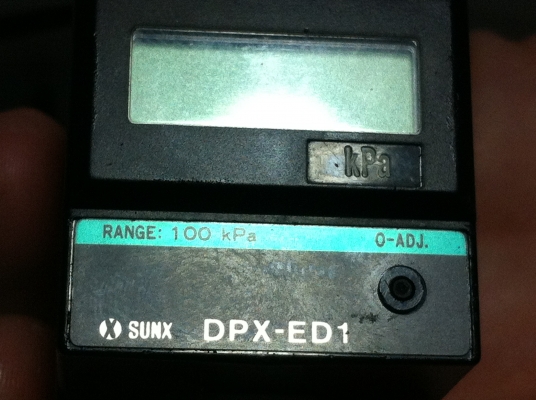 kPa
RANGE: 100 kPa 0-ADJ.
SUNX DPX-ED1